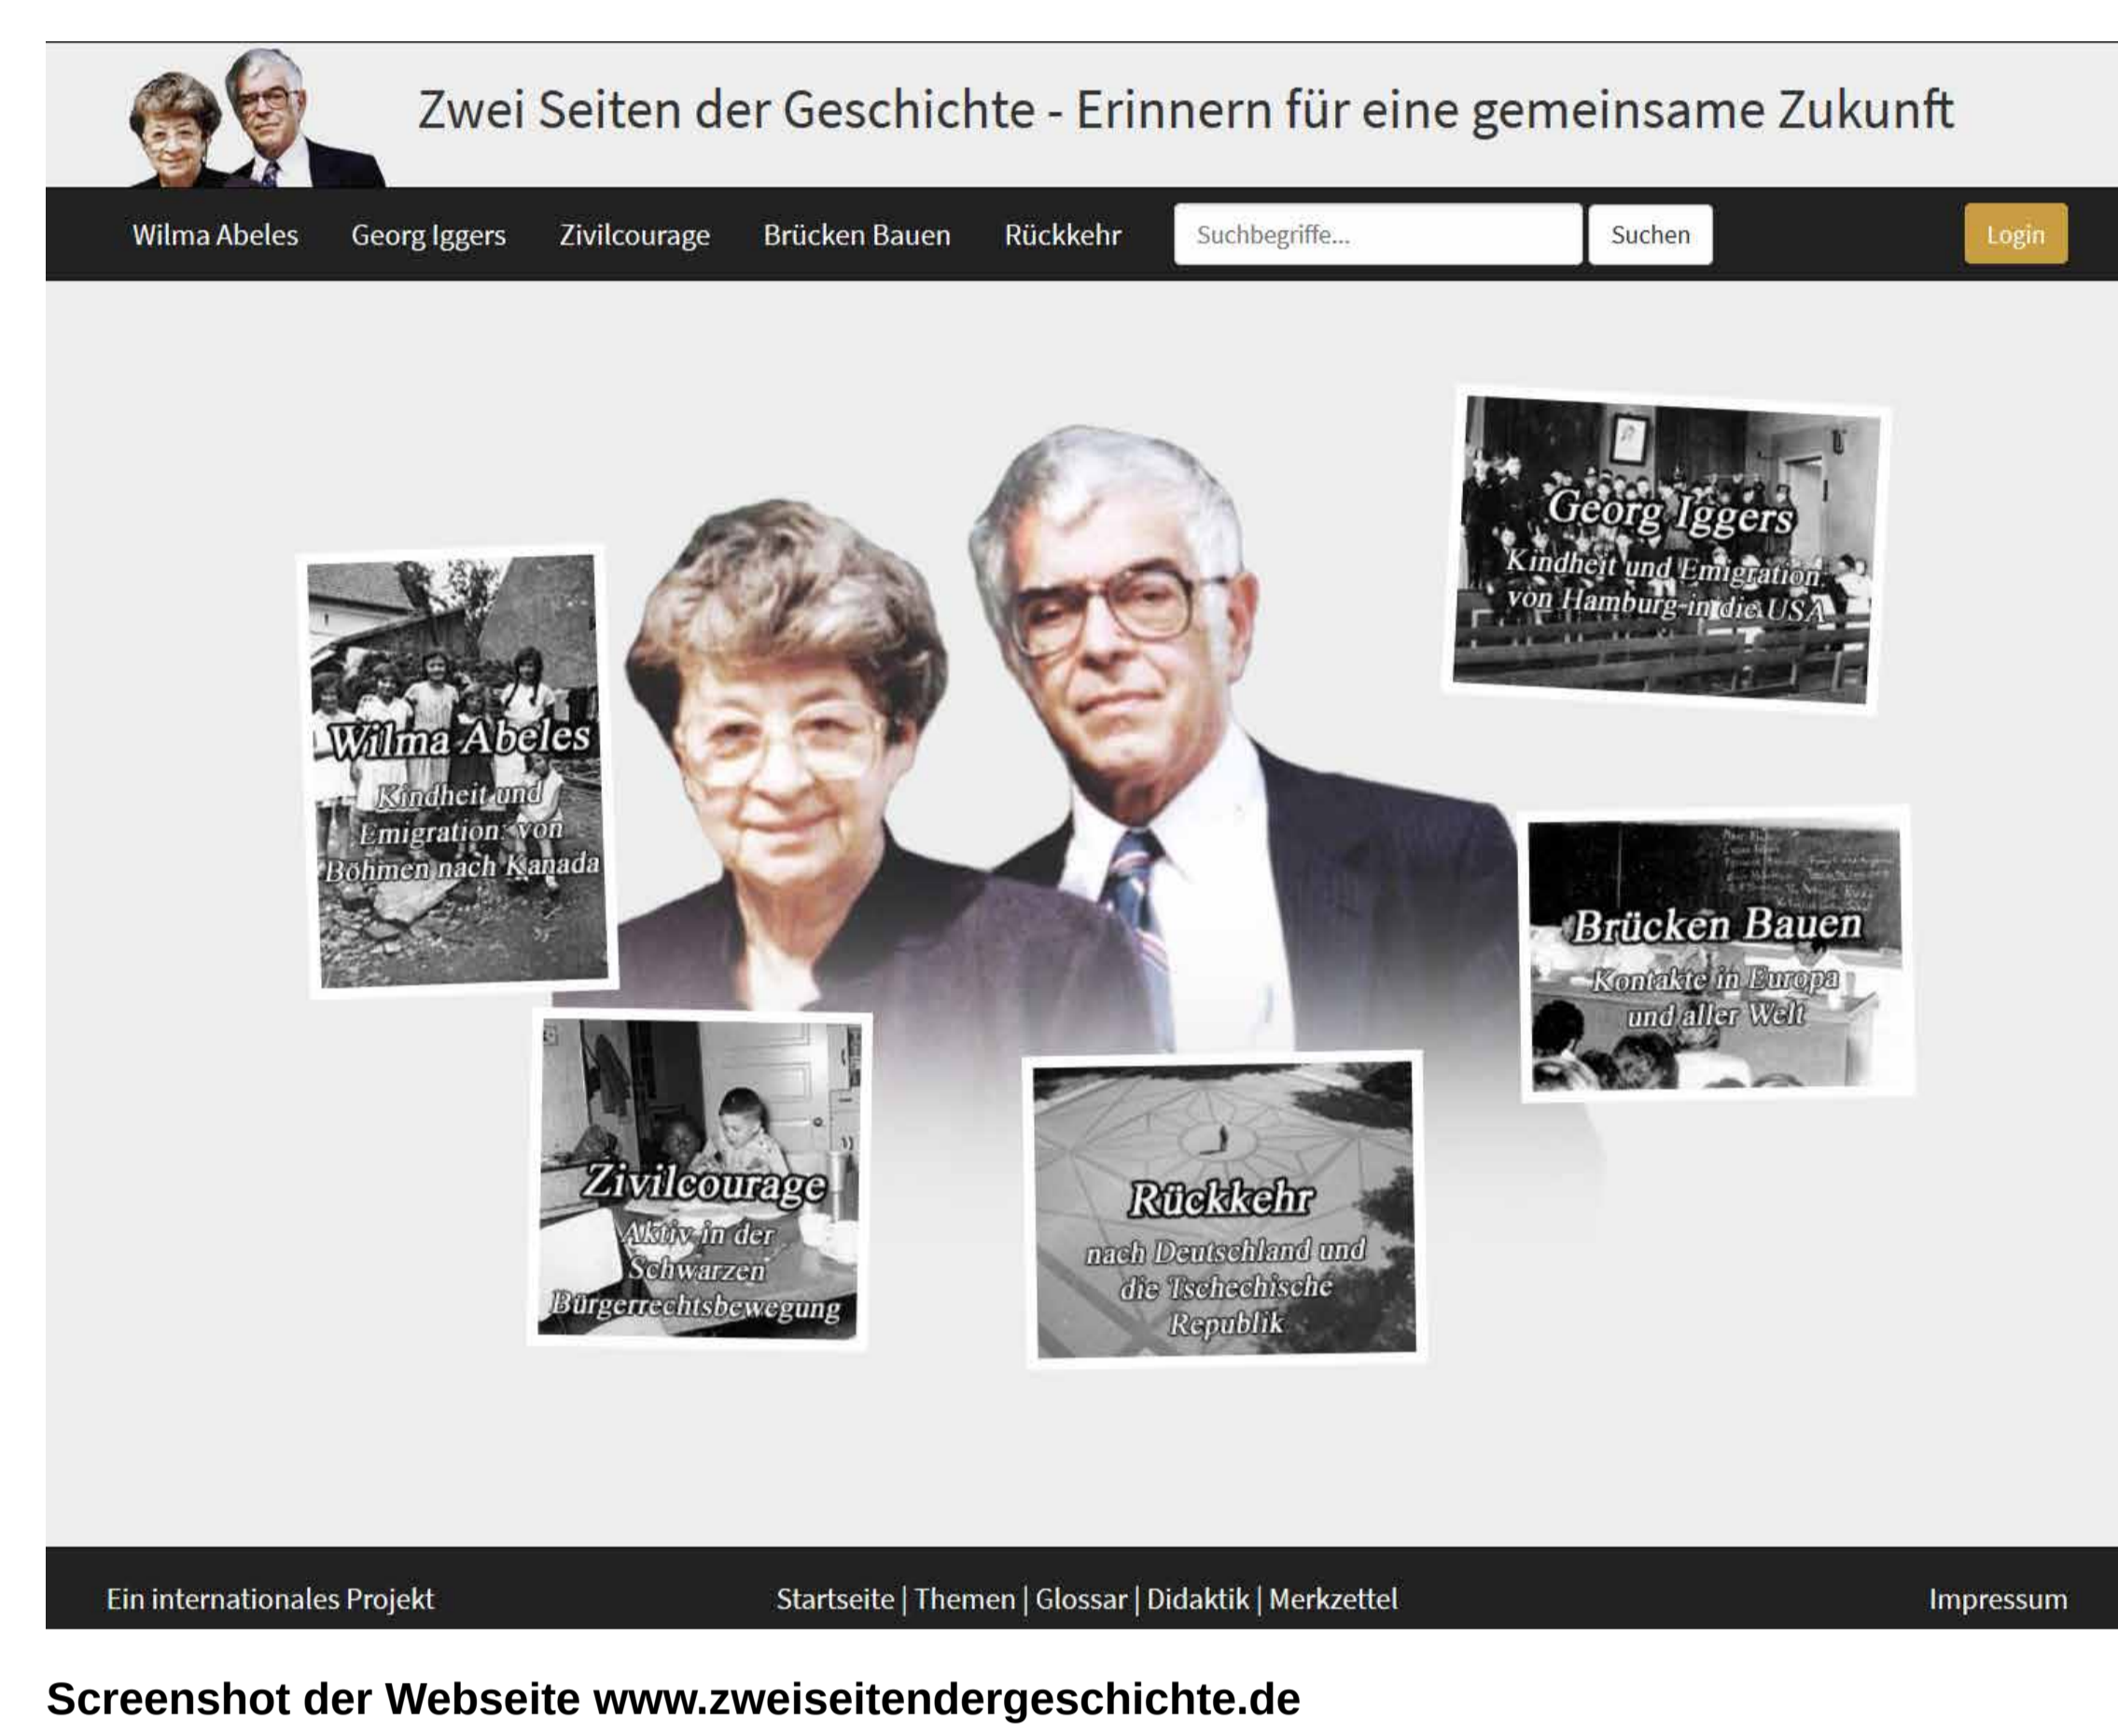 Zwei Seiten der Geschichte - Erinnern für eine gemeinsame Zukunft
Wilma Abeles Georg Iggers Zivilcourage Brücken Bauen Rückkehr Suchbegriffe... Suchen Login
Georg Iggers
Kindheit und Emigration
von Hamburg in die USA
Wilma Abeles
Kindheit und
Emigration: von
Böhmen nach Kanada
Brücken Bauen
Kontakte in Europa
und aller Welt
Zivilcourage
Aktiv in der
Schwarzen
Bürgerrechtsbewegung
Rückkehr
nach Deutschland und
die Tschechische
Republik
Ein internationales Projekt Startseite | Themen | Glossar | Didaktik | Merkzettel Impressum
Screenshot der Webseite www.zweiseitendergeschichte.de